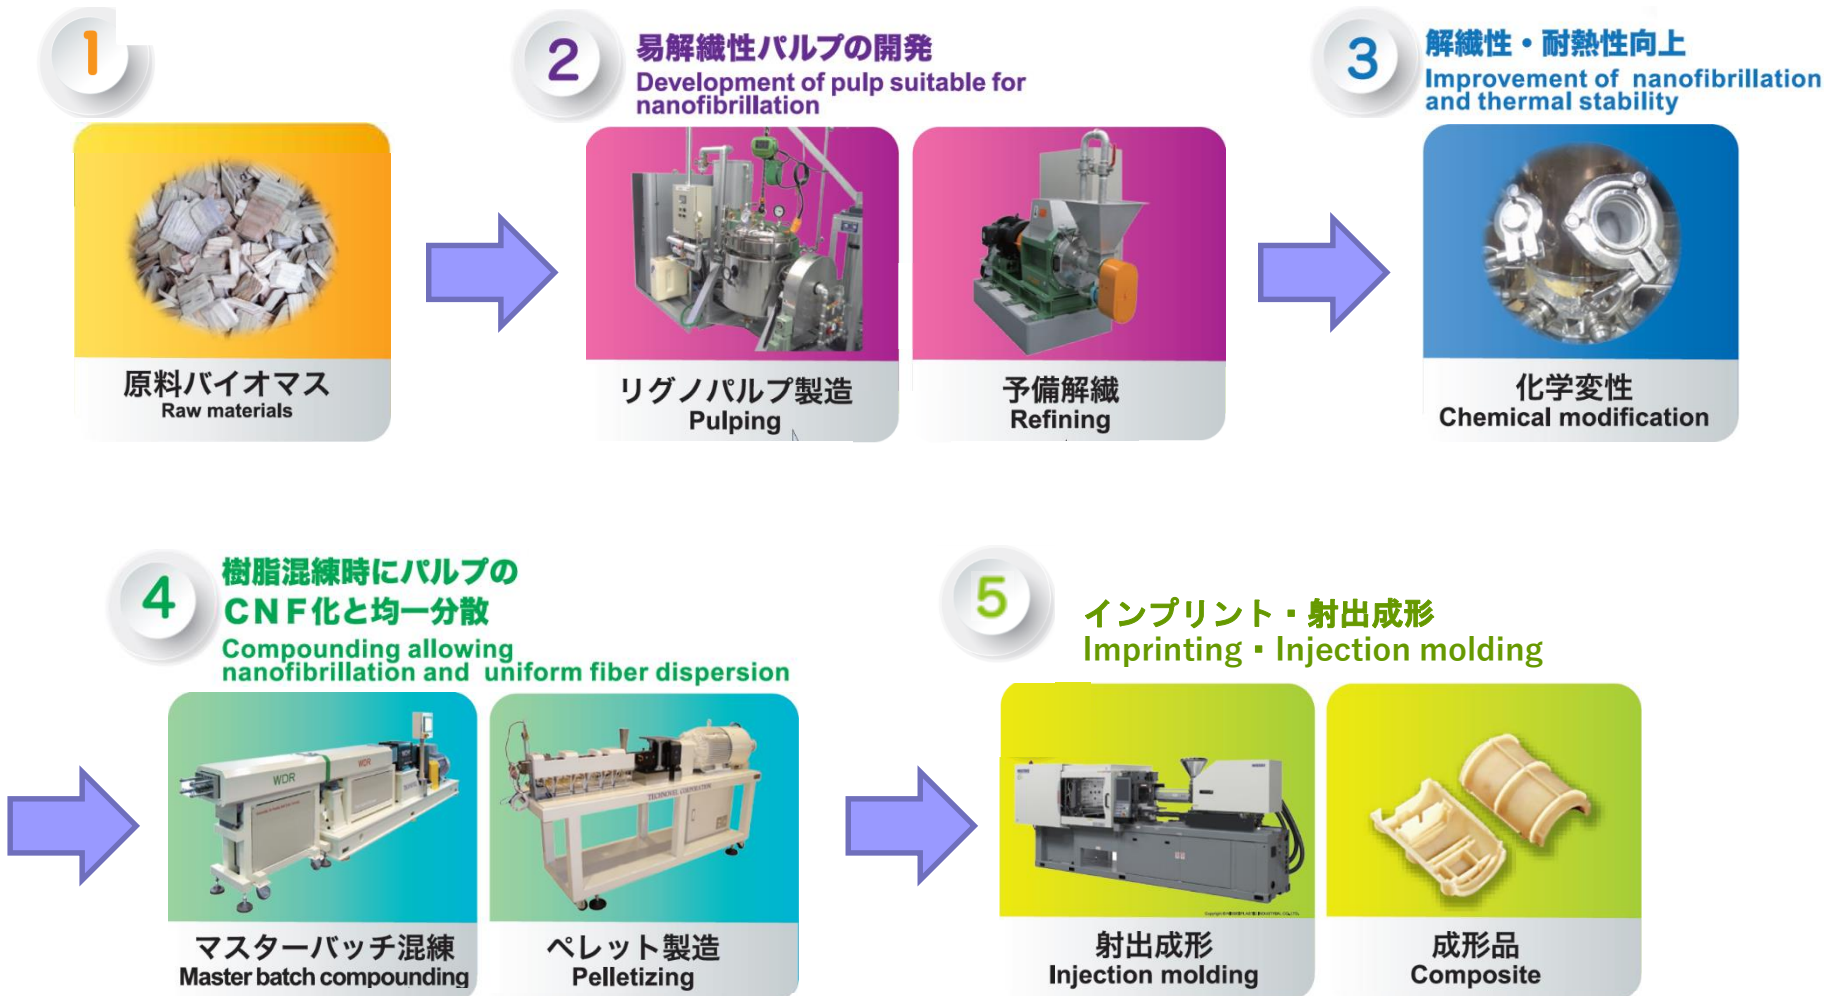 1
2
易解繊性パルプの開発
Development of pulp suitable for
nanofibrillation
3
解繊性・耐熱性向上
Improvement of nanofibrillation
and thermal stability
原料バイオマス
Raw materials
リグノパルプ製造
Pulping
予備解繊
Refining
化学変性
Chemical modification
4
樹脂混練時にパルプの
CNF化と均一分散
Compounding allowing
nanofibrillation and uniform fiber dispersion
5
インプリント・射出成形
Imprinting・Injection molding
WDR
WDR
TECHNOVEL CORPORATION
マスターバッチ混練
Master batch compounding
ペレット製造
Pelletizing
射出成形
Injection molding
成形品
Composite